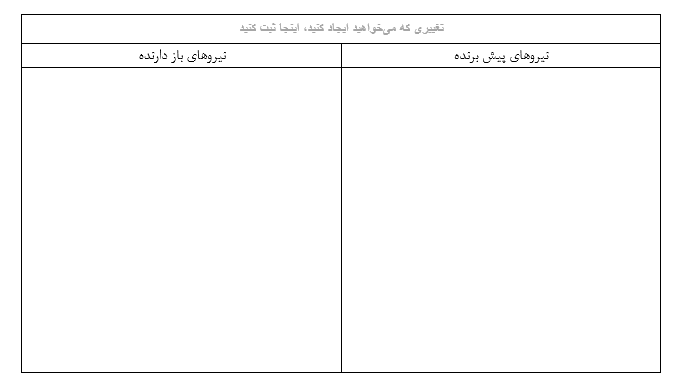 تغییری که می‌خواهید ایجاد کنید، اینجا ثبت کنید
نیروهای پیش برنده
نیروهای باز دارنده